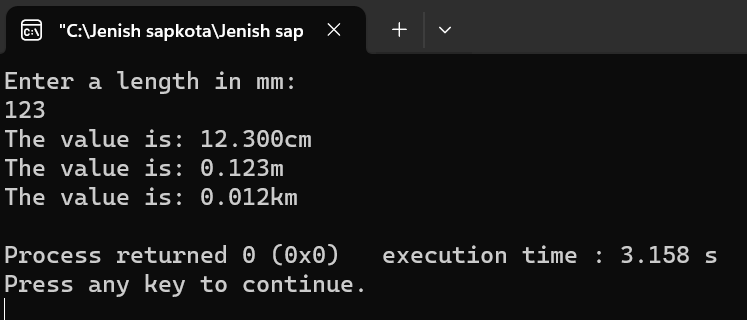 "C:\Jenish sapkota\Jenish sap
Enter a length in mm:
123
The value is: 12.300cm
The value is: 0.123m
The value is: 0.012km
Process returned 0 (0x0)   execution time : 3.158 s
Press any key to continue.